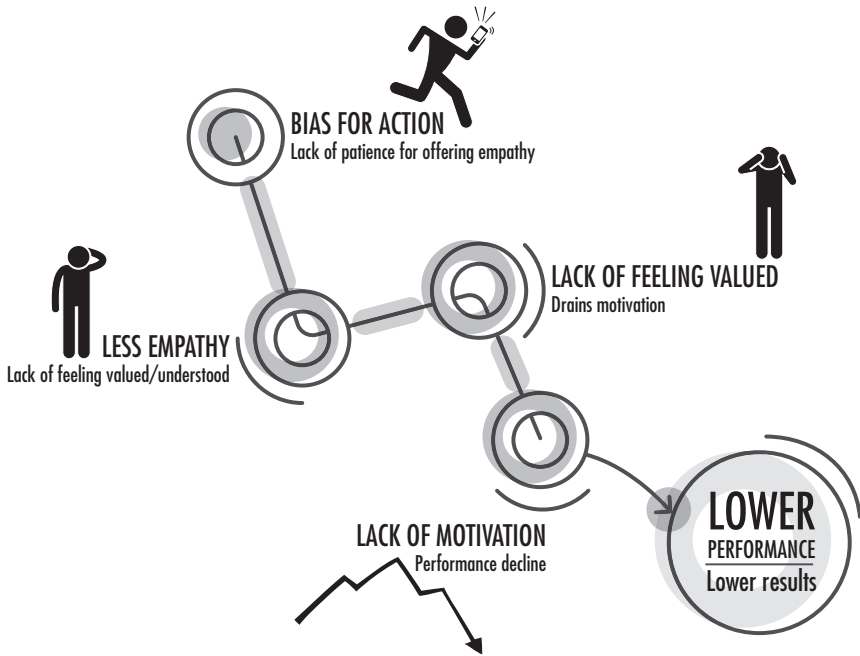 BIAS FOR ACTION
Lack of patience for offering empathy
LESS EMPATHY
Lack of feeling valued/understood
LACK OF FEELING VALUED
Drains motivation
LACK OF MOTIVATION
Performance decline
LOWER
PERFORMANCE
Lower results